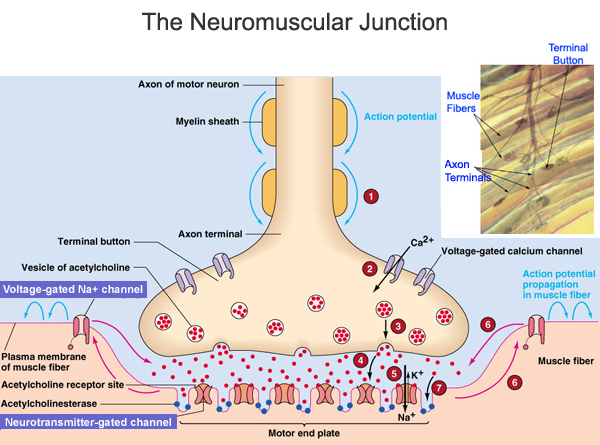 The Neuromuscular Junction
Terminal
Button
Axon of motor neuron
Muscle
Fibers
Myelin sheath
Action potential
Axon
Terminals
1
Axon terminal
Terminal button
Ca2+
Voltage-gated calcium channel
Vesicle of acetylcholine
2
Action potential
propagation
in muscle fiber
Voltage-gated Na+ channel
3
6
4
Plasma membrane
of muscle fiber
Muscle fiber
5
K+
6
7
Acetylcholine receptor site
Acetylcholinesterase
Na+
Neurotransmitter-gated channel
Motor end plate